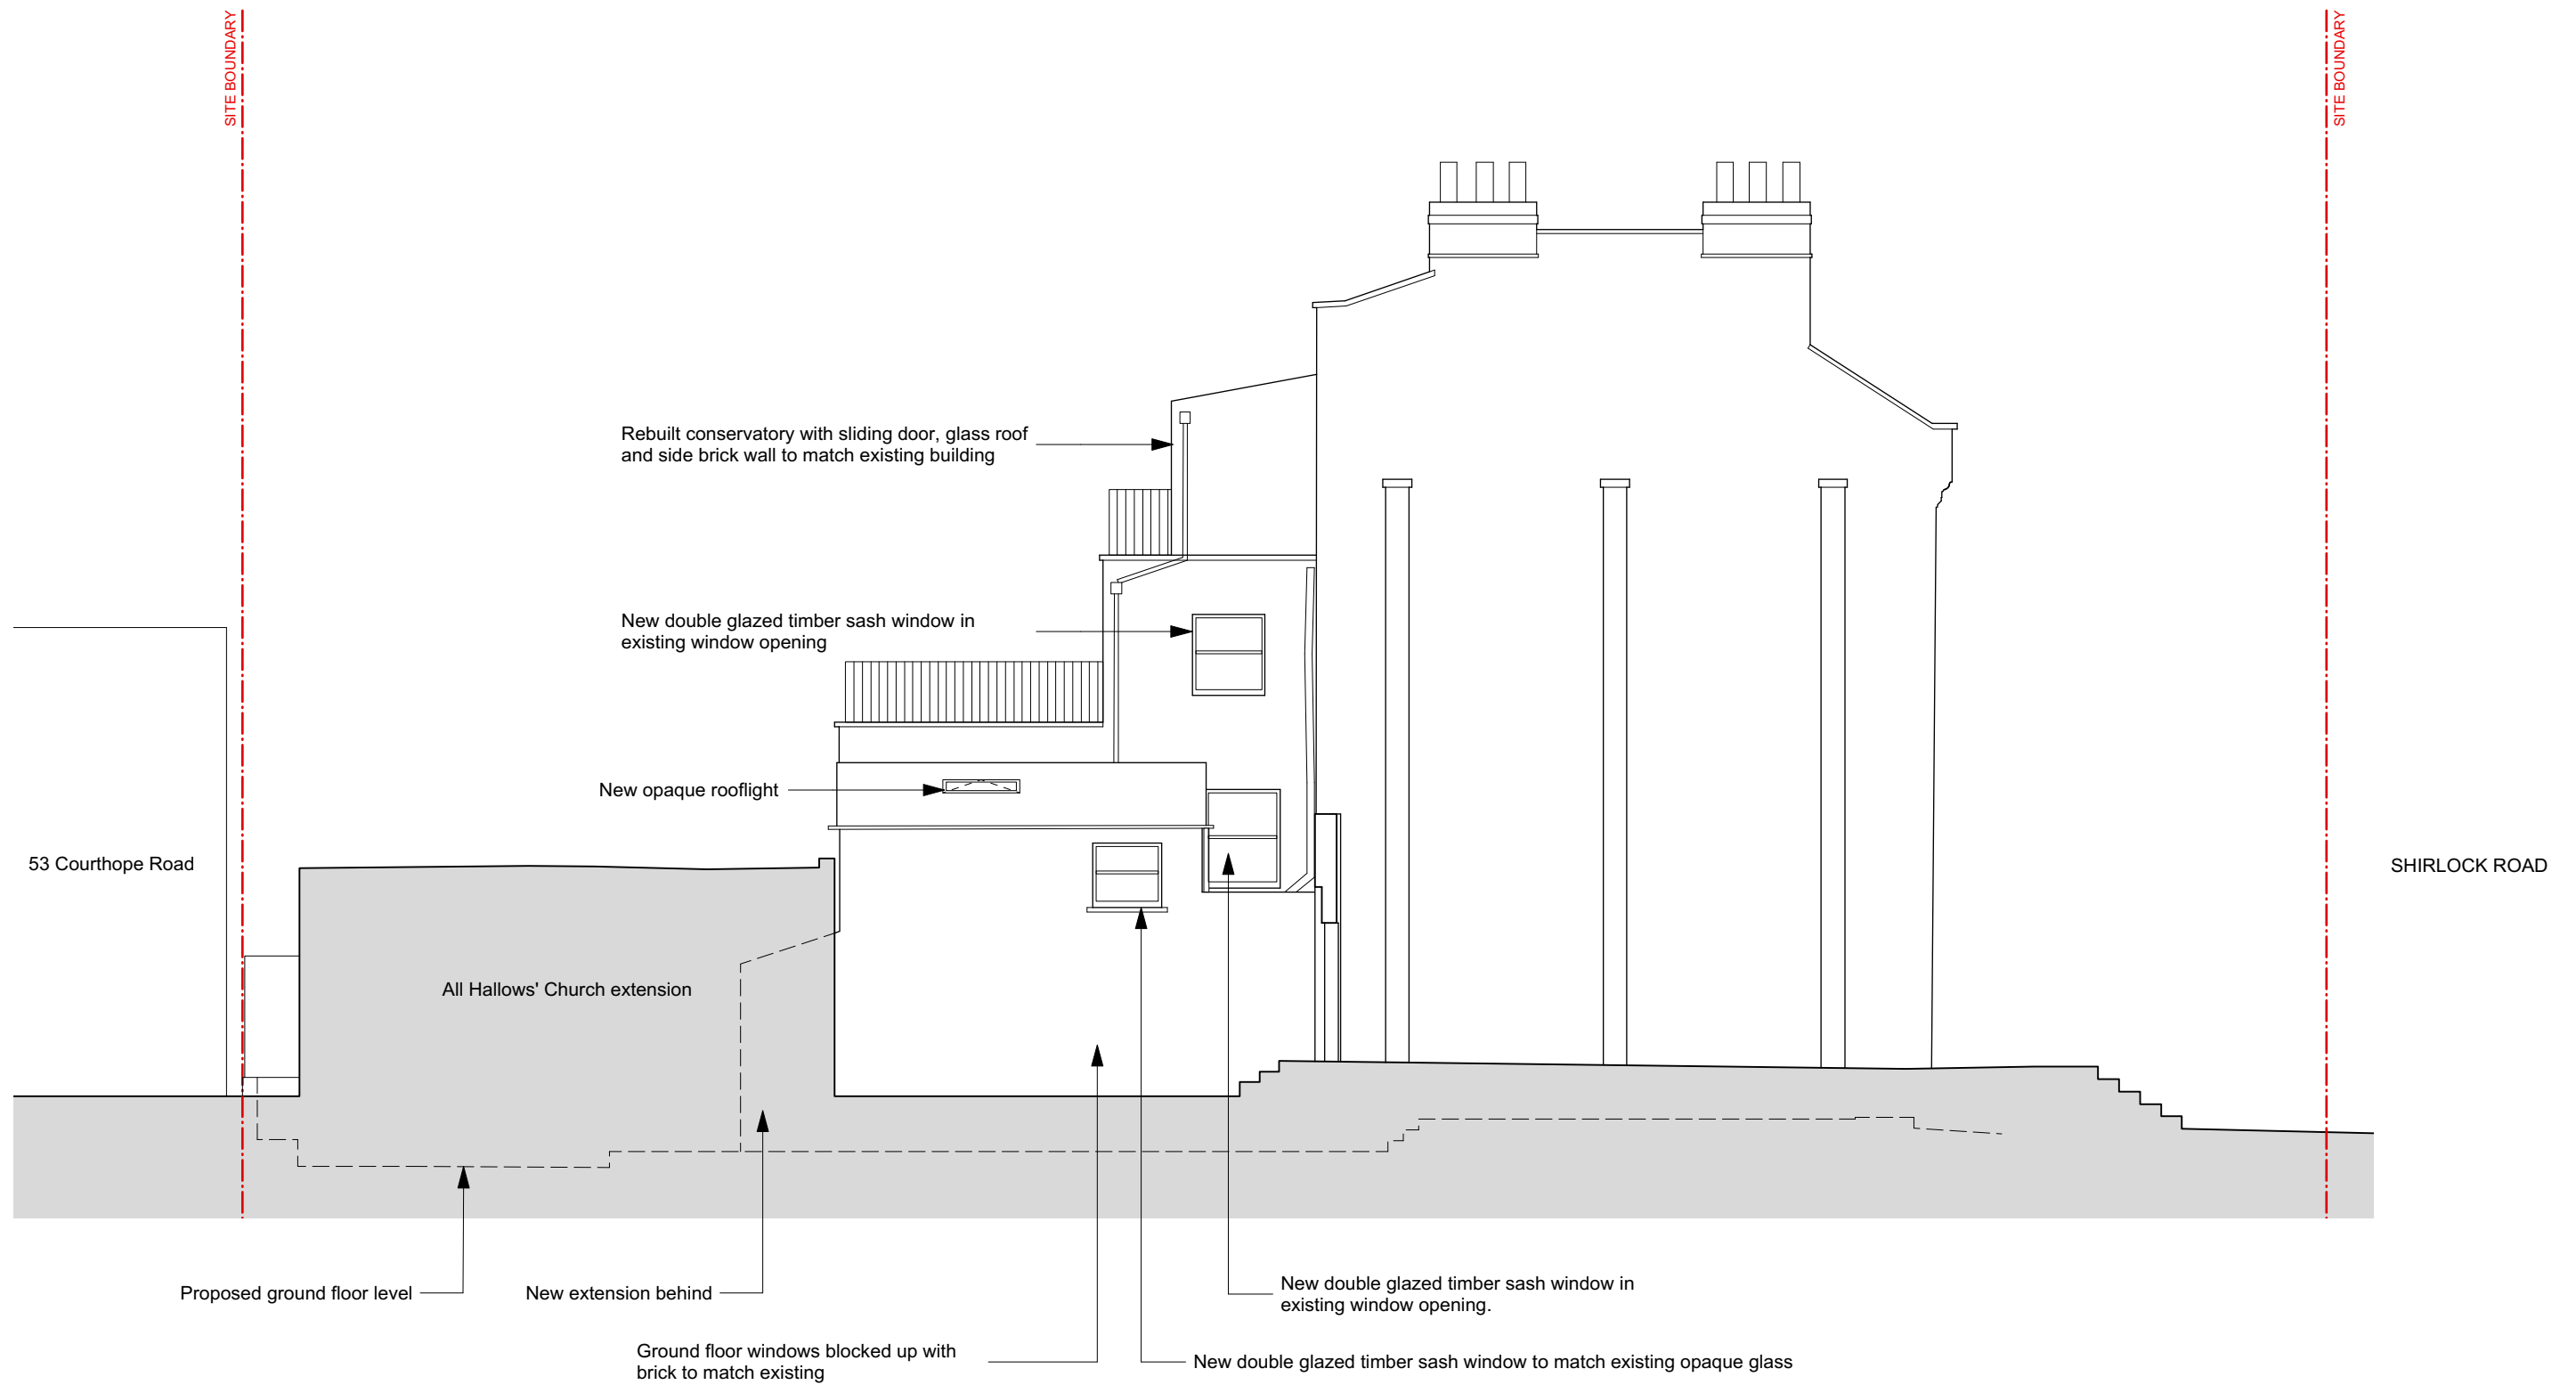 SITE BOUNDARY
SITE BOUNDARY
Rebuilt conservatory with sliding door, glass roof
and side brick wall to match existing building
New double glazed timber sash window in
existing window opening
New opaque rooflight
53 Courthope Road
SHIRLOCK ROAD
All Hallows' Church extension
Proposed ground floor level
New extension behind
New double glazed timber sash window in
existing window opening.
Ground floor windows blocked up with
brick to match existing
New double glazed timber sash window to match existing opaque glass